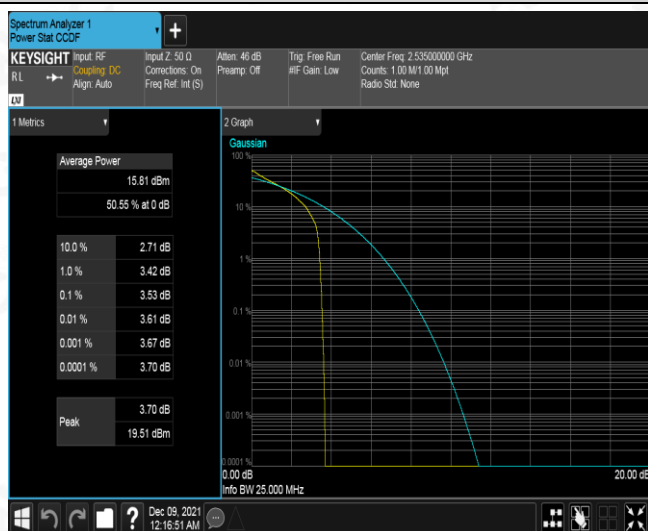 Spectrum Analyzer 1
Power Stat CCDF
KEYSIGHT
RL
LXI
Input: RF
Coupling: DC
Align: Auto
Input Z: 50 Ω
Corrections: On
Freq Ref: Int (S)
Atten: 46 dB
Preamp: Off
Trig: Free Run
#IF Gain: Low
Center Freq: 2.535000000 GHz
Counts: 1.00 M/1.00 Mpt
Radio Std: None
1 Metrics
Average Power
15.81 dBm
50.55 % at 0 dB
10.0 % 2.71 dB
1.0 % 3.42 dB
0.1 % 3.53 dB
0.01 % 3.61 dB
0.001 % 3.67 dB
0.0001 % 3.70 dB
Peak
3.70 dB
19.51 dBm
2 Graph
Gaussian
100 %
10 %
1 %
0.1 %
0.01 %
0.001 %
0.0001 %
0.00 dB 20.00 dB
Info BW 25.000 MHz
?
Dec 09, 2021
12:16:51 AM